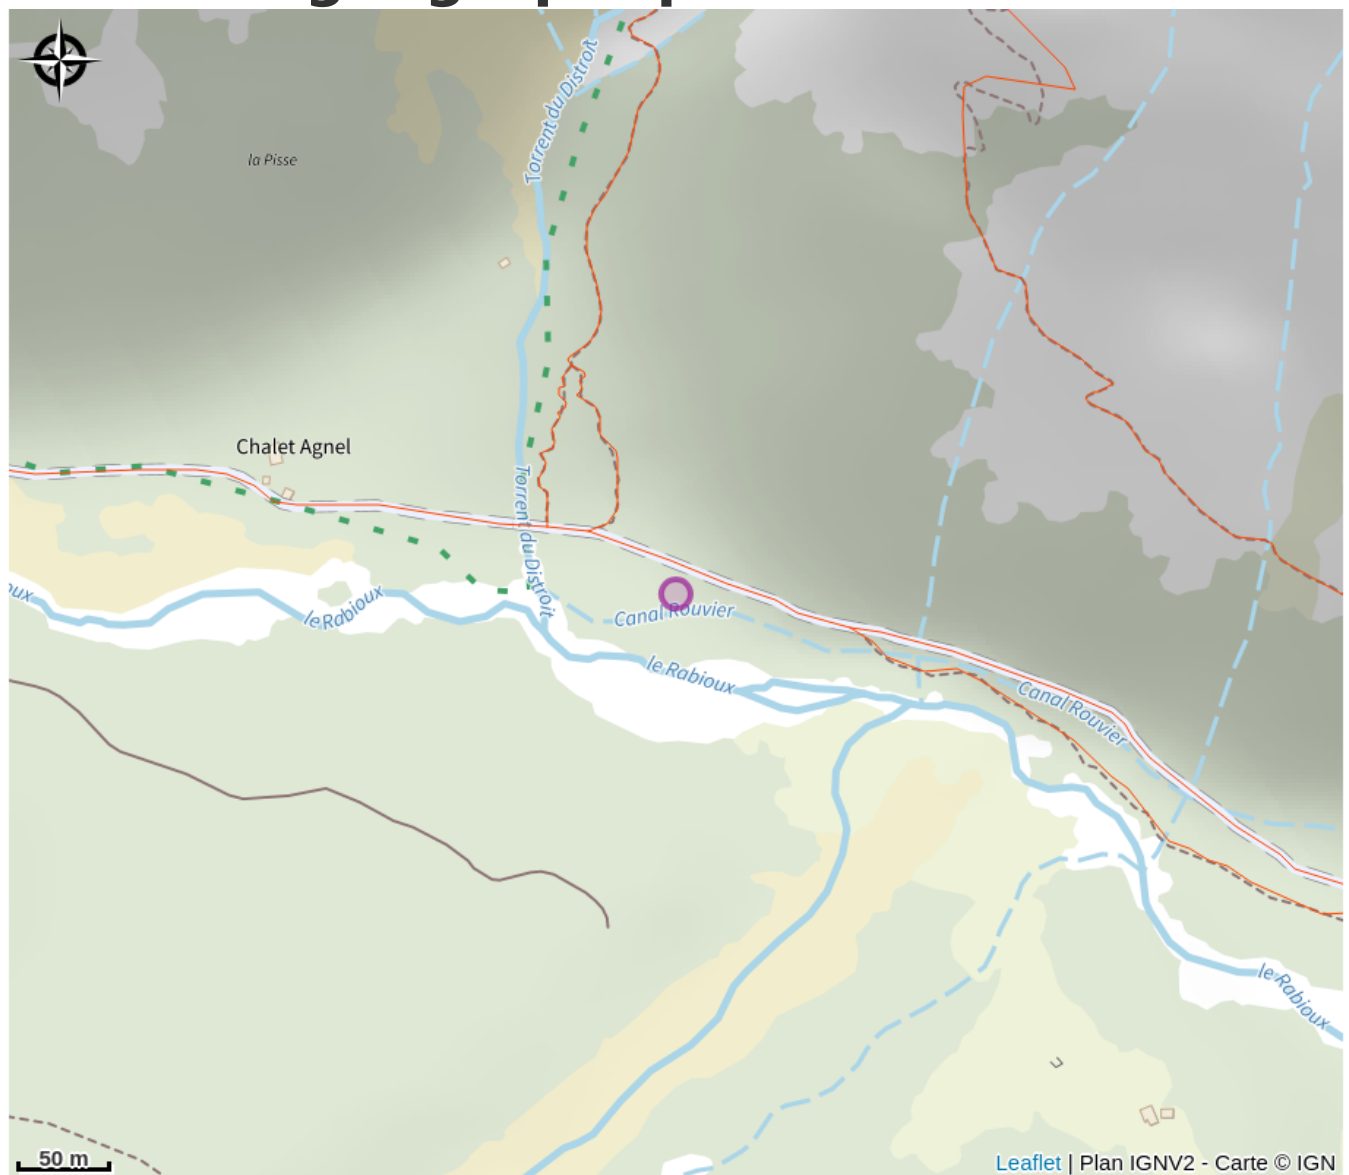 Torrent du Distroit
la Pisse
Chalet Agnel
Torrent du Distroit
oux
le Rabioux
Canal Rouvier
le Rabioux
Canal Rouvier
le Rabioux
50 m
Leaflet | Plan IGNV2 - Carte © IGN